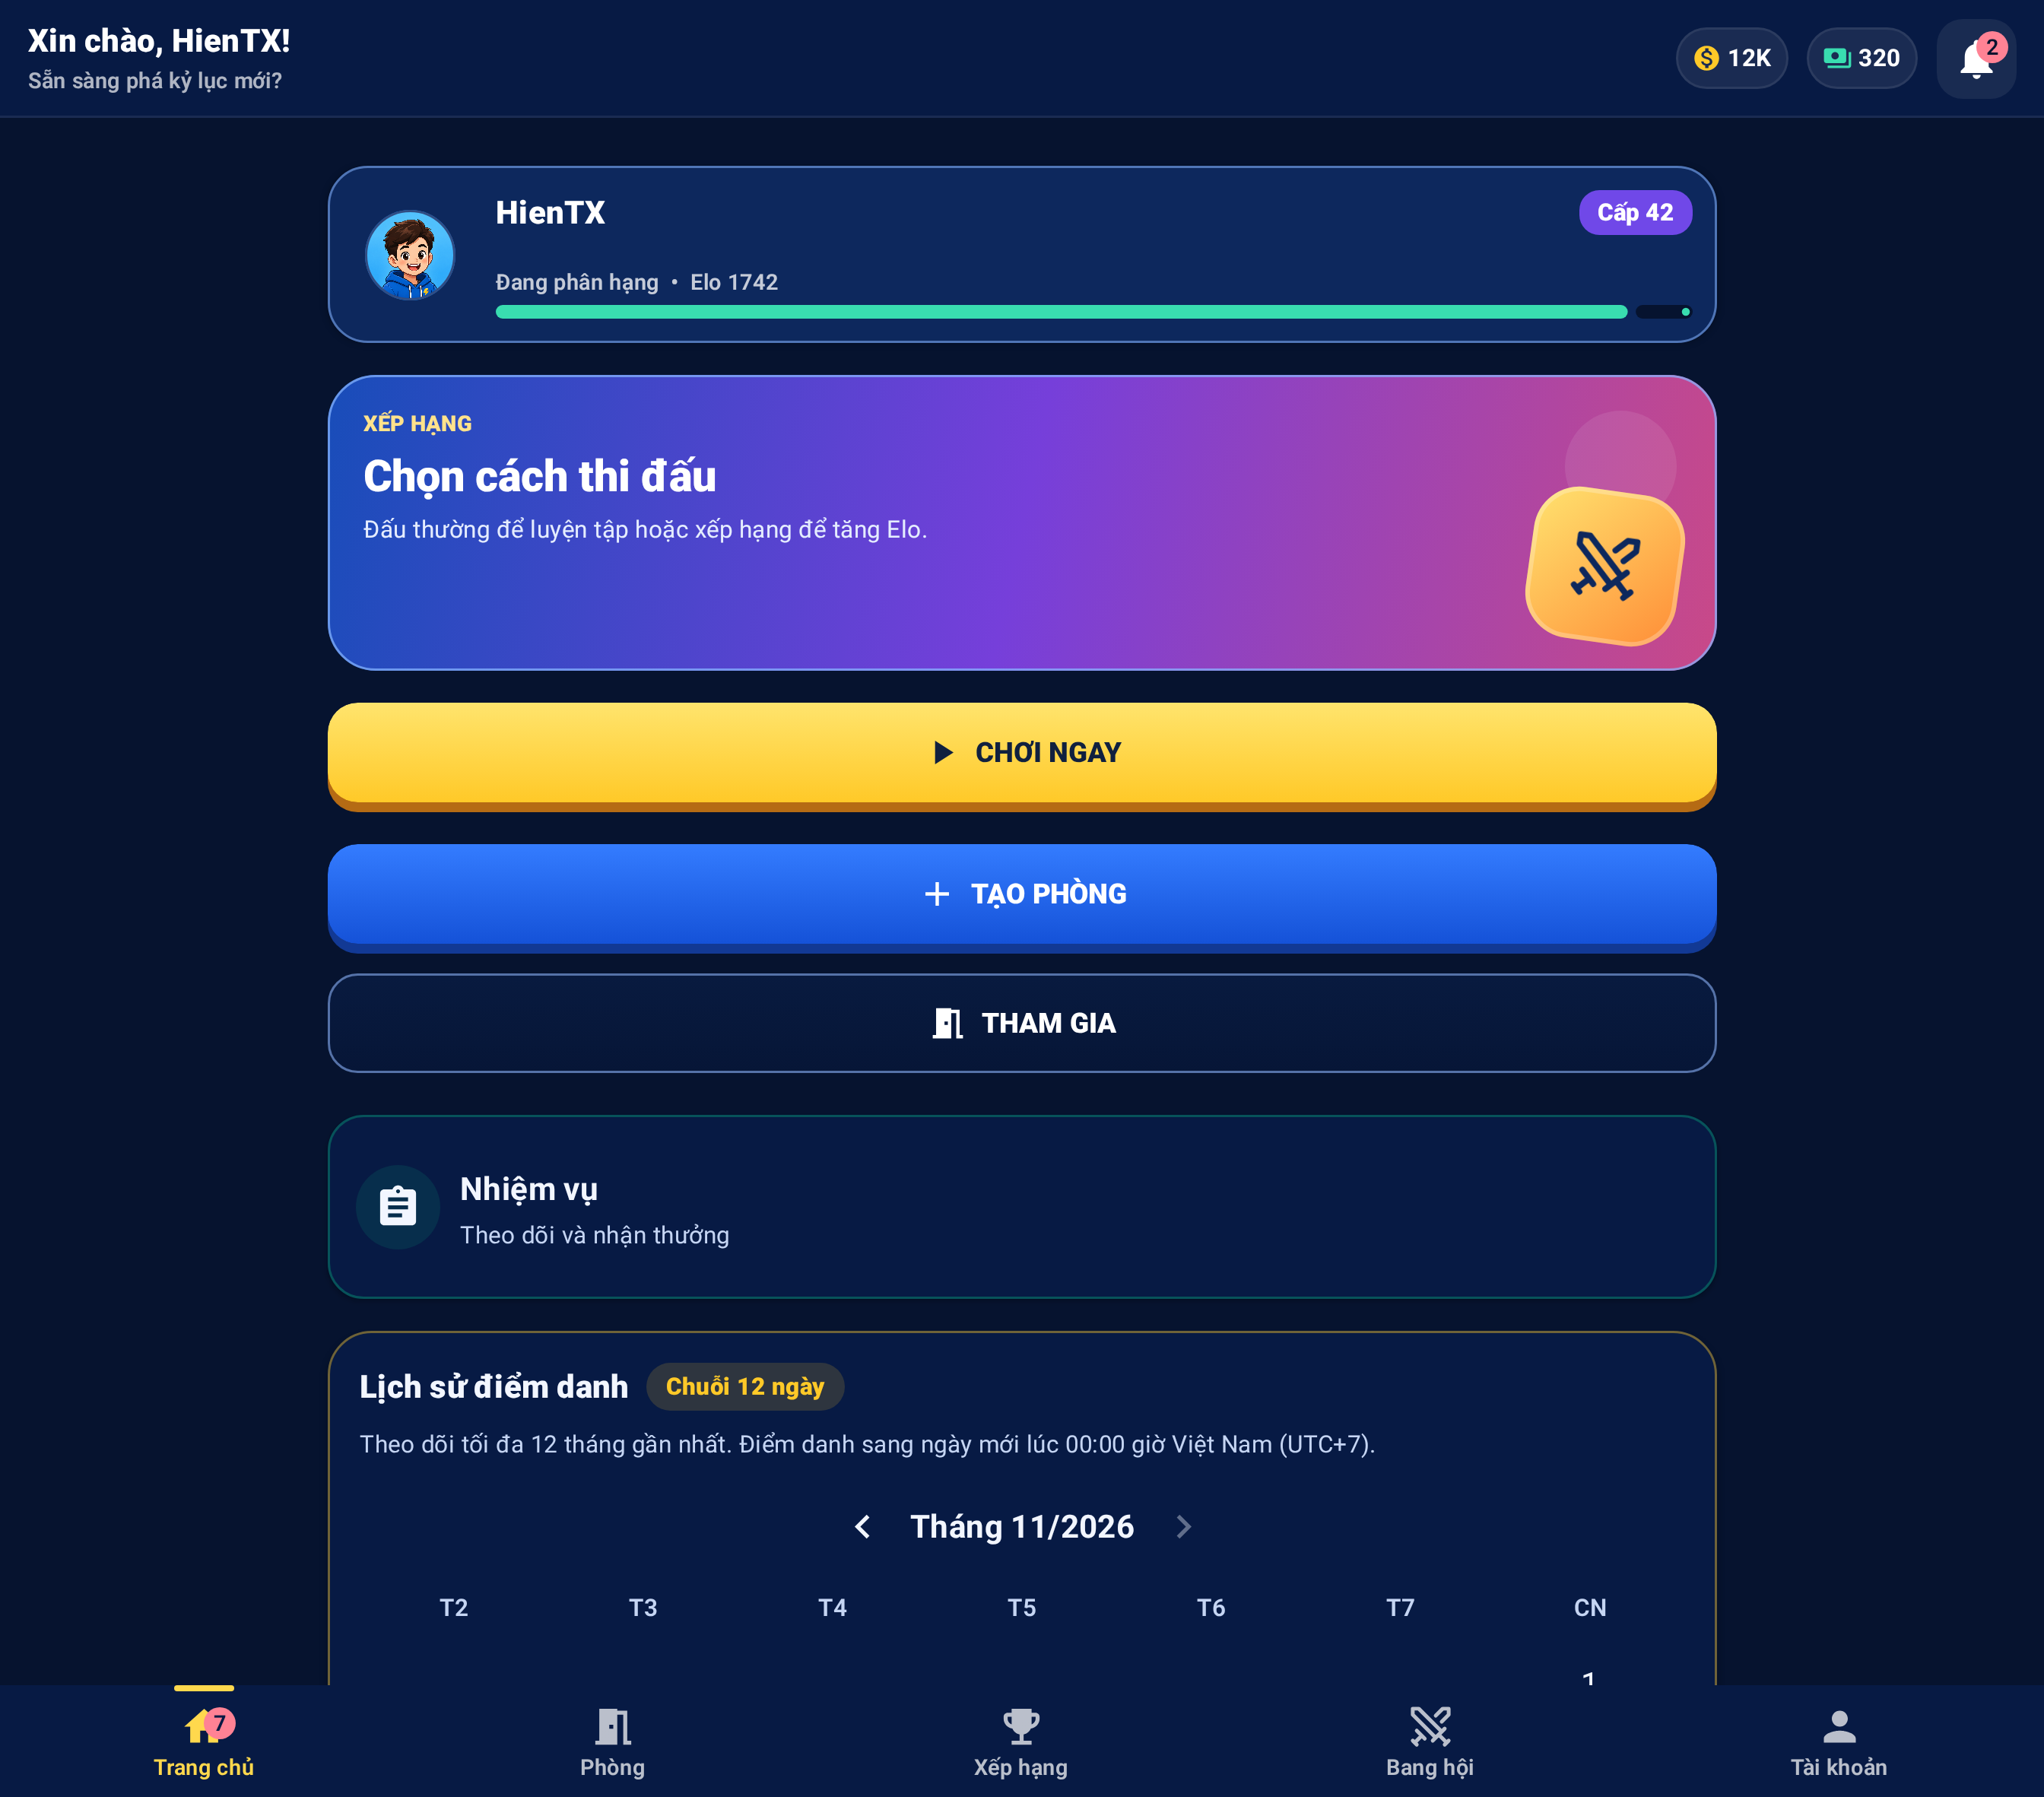 Xin chào, HienTX!
Sẵn sàng phá kỷ lục mới?
12K
320
2
HienTX
Cấp 42
Đang phân hạng • Elo 1742
XẾP HẠNG
Chọn cách thi đấu
Đấu thường để luyện tập hoặc xếp hạng để tăng Elo.
CHƠI NGAY
TẠO PHÒNG
THAM GIA
Nhiệm vụ
Theo dõi và nhận thưởng
Lịch sử điểm danh
Chuỗi 12 ngày
Theo dõi tối đa 12 tháng gần nhất. Điểm danh sang ngày mới lúc 00:00 giờ Việt Nam (UTC+7).
Tháng 11/2026
T2 T3 T4 T5 T6 T7 CN
1
7
Trang chủ
Phòng
Xếp hạng
Bang hội
Tài khoản